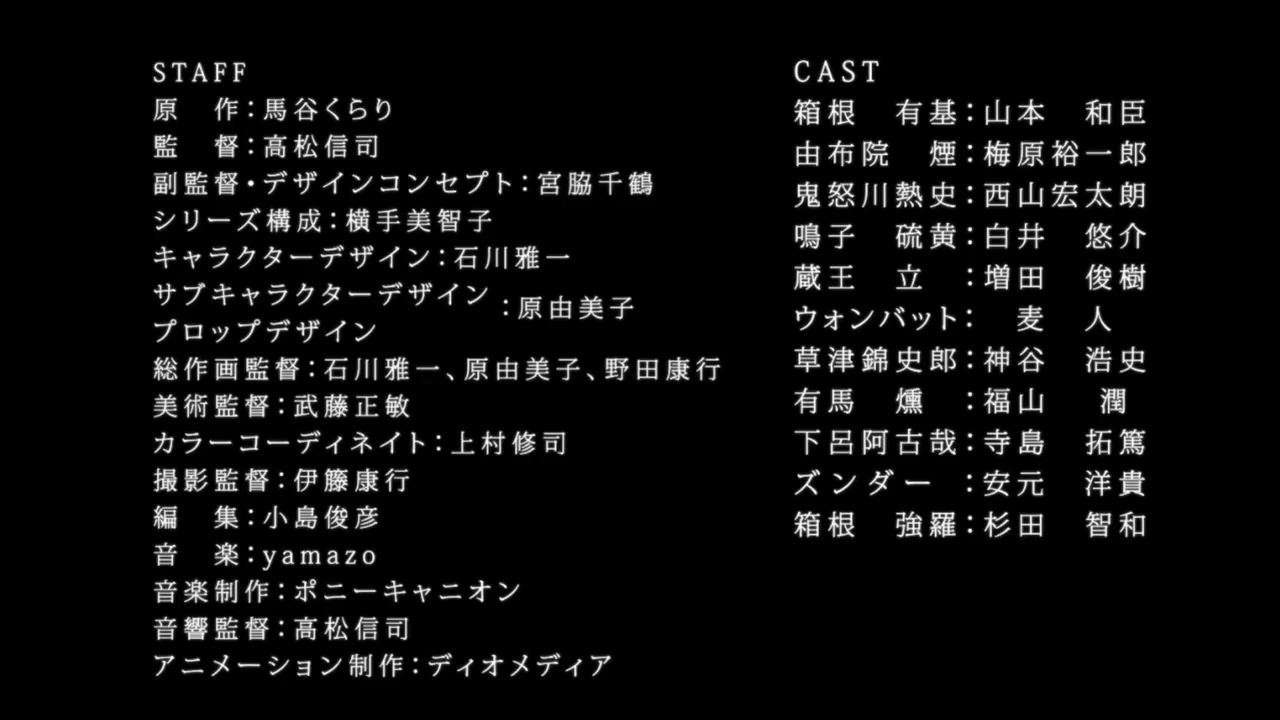 STAFF
原　作：馬谷くらり
監　督：高松信司
副監督・デザインコンセプト：宮脇千鶴
シリーズ構成：横手美智子
キャラクターデザイン：石川雅一
サブキャラクターデザイン
プロップデザイン
：原由美子
総作画監督：石川雅一、原由美子、野田康行
美術監督：武藤正敏
カラーコーディネイト：上村修司
撮影監督：伊籐康行
編　集：小島俊彦
音　楽：yamazo
音楽制作：ポニーキャニオン
音響監督：高松信司
アニメーション制作：ディオメディア
CAST
箱根　有基：山本　和臣
由布院　煙：梅原裕一郎
鬼怒川熱史：西山宏太朗
鳴子　硫黄：白井　悠介
蔵王　立　：増田　俊樹
ウォンバット：　麦　人
草津錦史郎：神谷　浩史
有馬　燻　：福山　潤
下呂阿古哉：寺島　拓篤
ズンダー　：安元　洋貴
箱根　強羅：杉田　智和